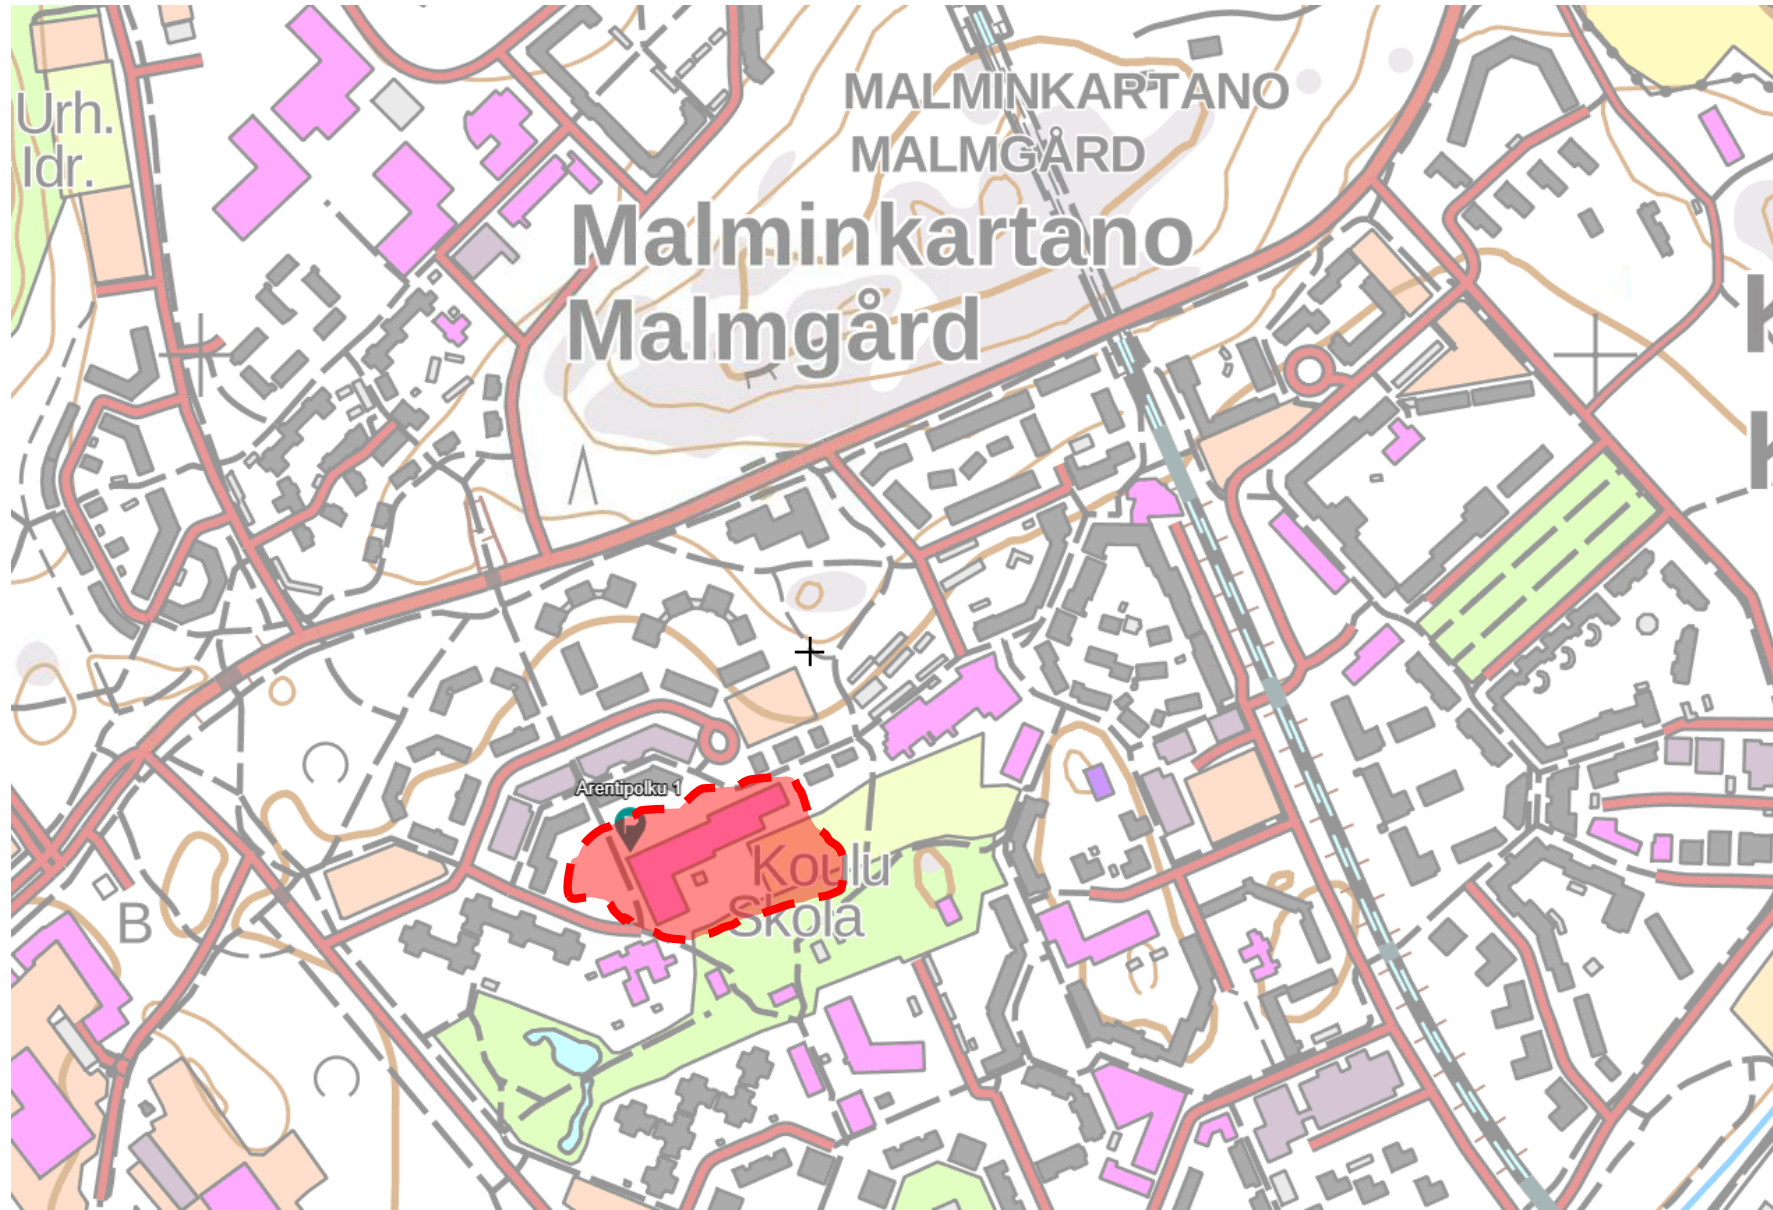 MALMINKARTANO
MALMGÅRD
Urh.
Idr.
Malminkartano
Malmgård
Arentipolku 1
Koulu
Skola
B